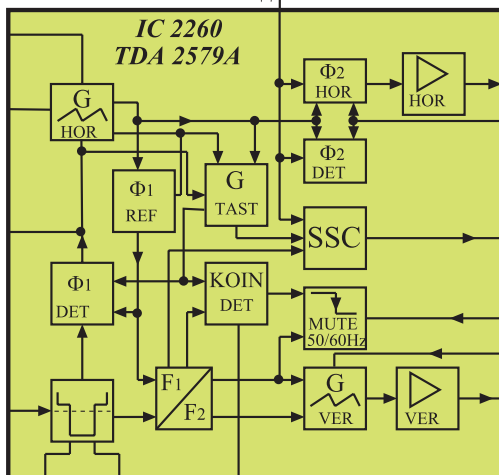 IC 2260
TDA 2579A
G
HOR
Φ2
HOR
HOR
Φ2
DET
Φ1
REF
G
TAST
SSC
Φ1
DET
KOIN
DET
MUTE
50/60Hz
F1
F2
G
VER
VER